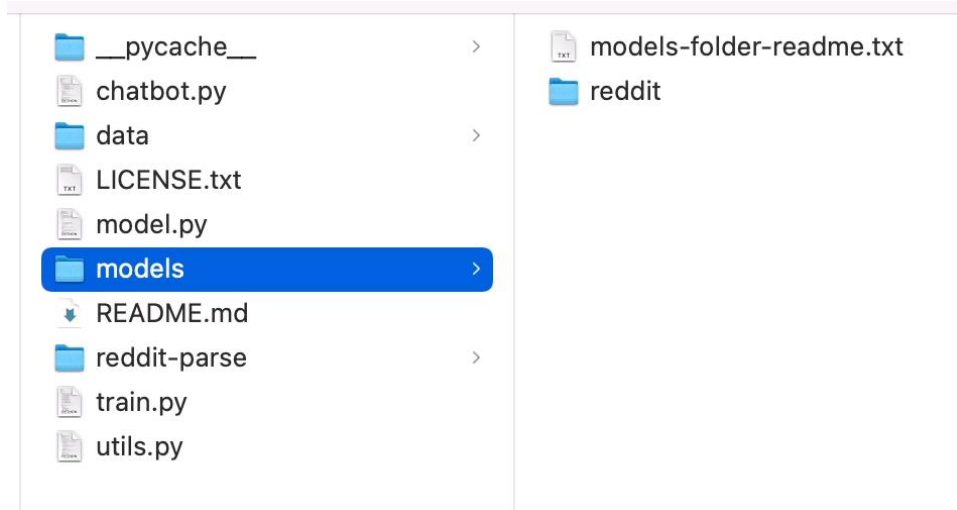 __pycache__
chatbot.py
data
LICENSE.txt
model.py
models
README.md
reddit-parse
train.py
utils.py
models-folder-readme.txt
reddit